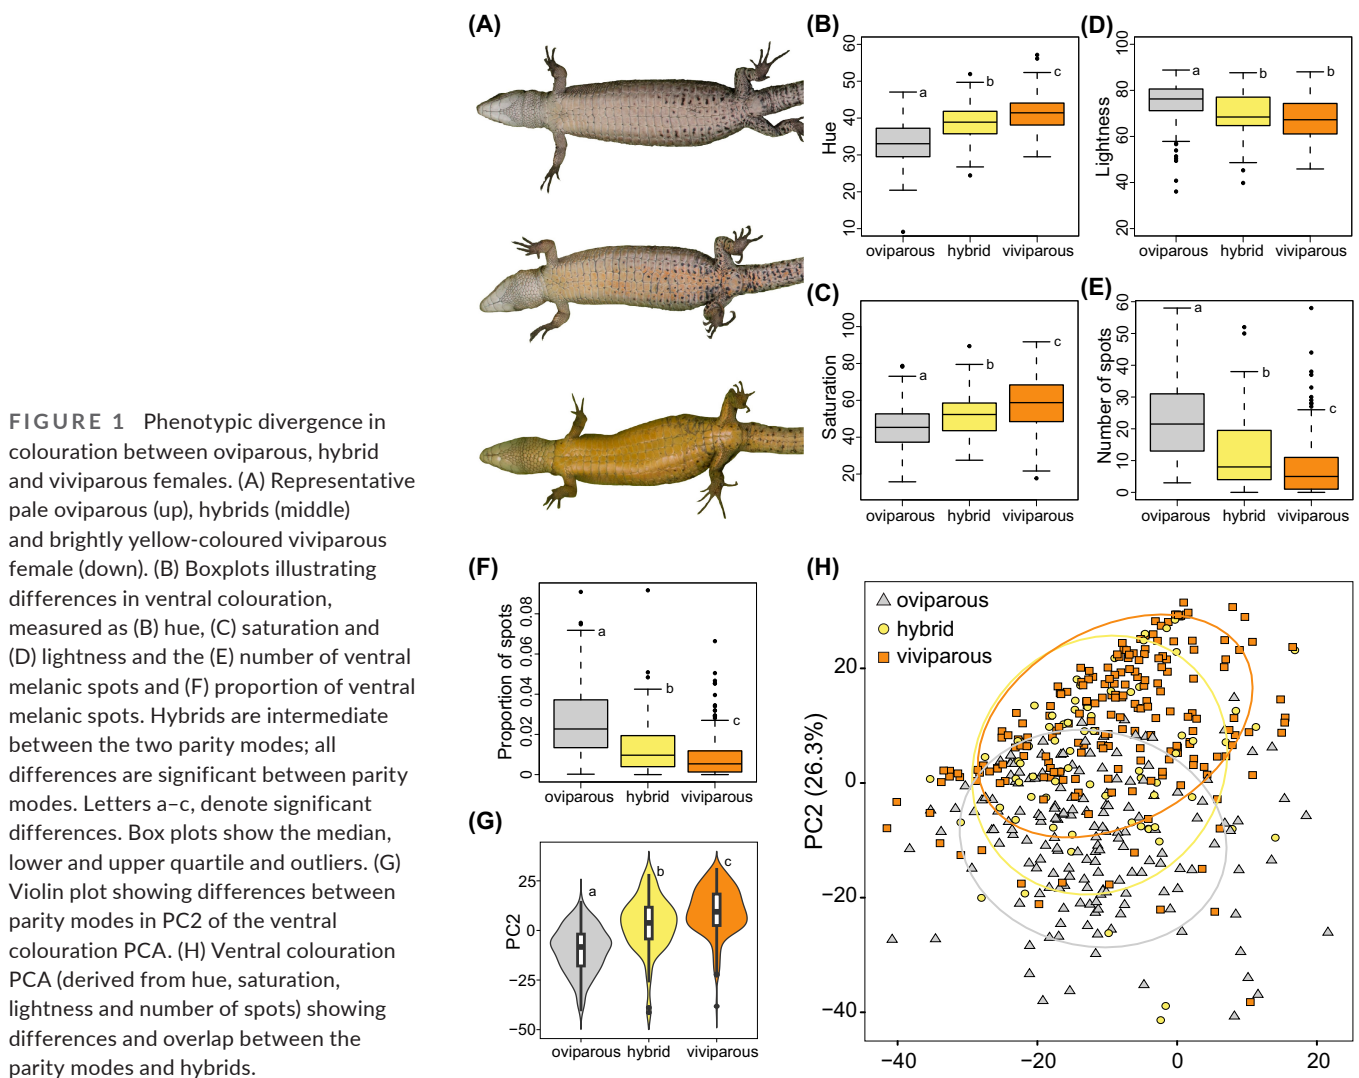 FIGURE 1 Phenotypic divergence in
colouration between oviparous, hybrid
and viviparous females. (A) Representative
pale oviparous (up), hybrids (middle)
and brightly yellow-coloured viviparous
female (down). (B) Boxplots illustrating
differences in ventral colouration,
measured as (B) hue, (C) saturation and
(D) lightness and the (E) number of ventral
melanic spots and (F) proportion of ventral
melanic spots. Hybrids are intermediate
between the two parity modes; all
differences are significant between parity
modes. Letters a–c, denote significant
differences. Box plots show the median,
lower and upper quartile and outliers. (G)
Violin plot showing differences between
parity modes in PC2 of the ventral
colouration PCA. (H) Ventral colouration
PCA (derived from hue, saturation,
lightness and number of spots) showing
differences and overlap between the
parity modes and hybrids.
(A)
(B)
Hue
60
50
40
30
20
10
a
b
c
oviparous hybrid viviparous
(D)
Lightness
100
80
60
40
20
a
b
b
oviparous hybrid viviparous
(C)
Saturation
100
80
60
40
20
a
b
c
oviparous hybrid viviparous
(E)
Number of spots
60
50
40
30
20
10
0
a
b
c
oviparous hybrid viviparous
(F)
Proportion of spots
0.08
0.06
0.04
0.02
0
a
b
c
oviparous hybrid viviparous
(G)
PC2
25
0
−25
−50
a
b
c
oviparous hybrid viviparous
(H)
oviparous
hybrid
viviparous
PC2 (26.3%)
20
0
−20
−40
−40 −20 0 20